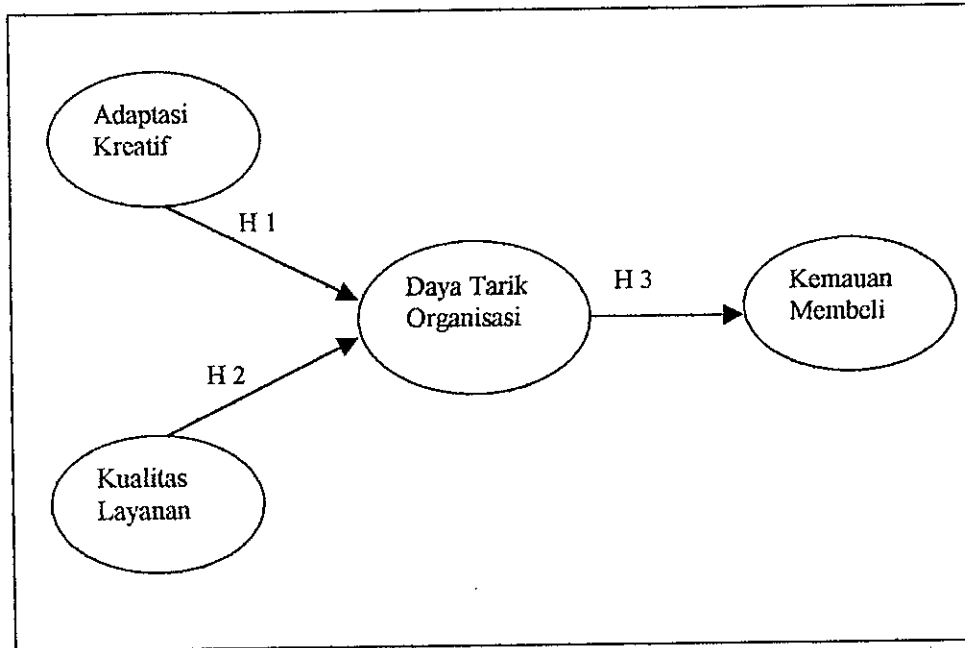 Adaptasi
Kreatif
H 1
Daya Tarik
Organisasi
H 3
Kemauan
Membeli
H 2
Kualitas
Layanan